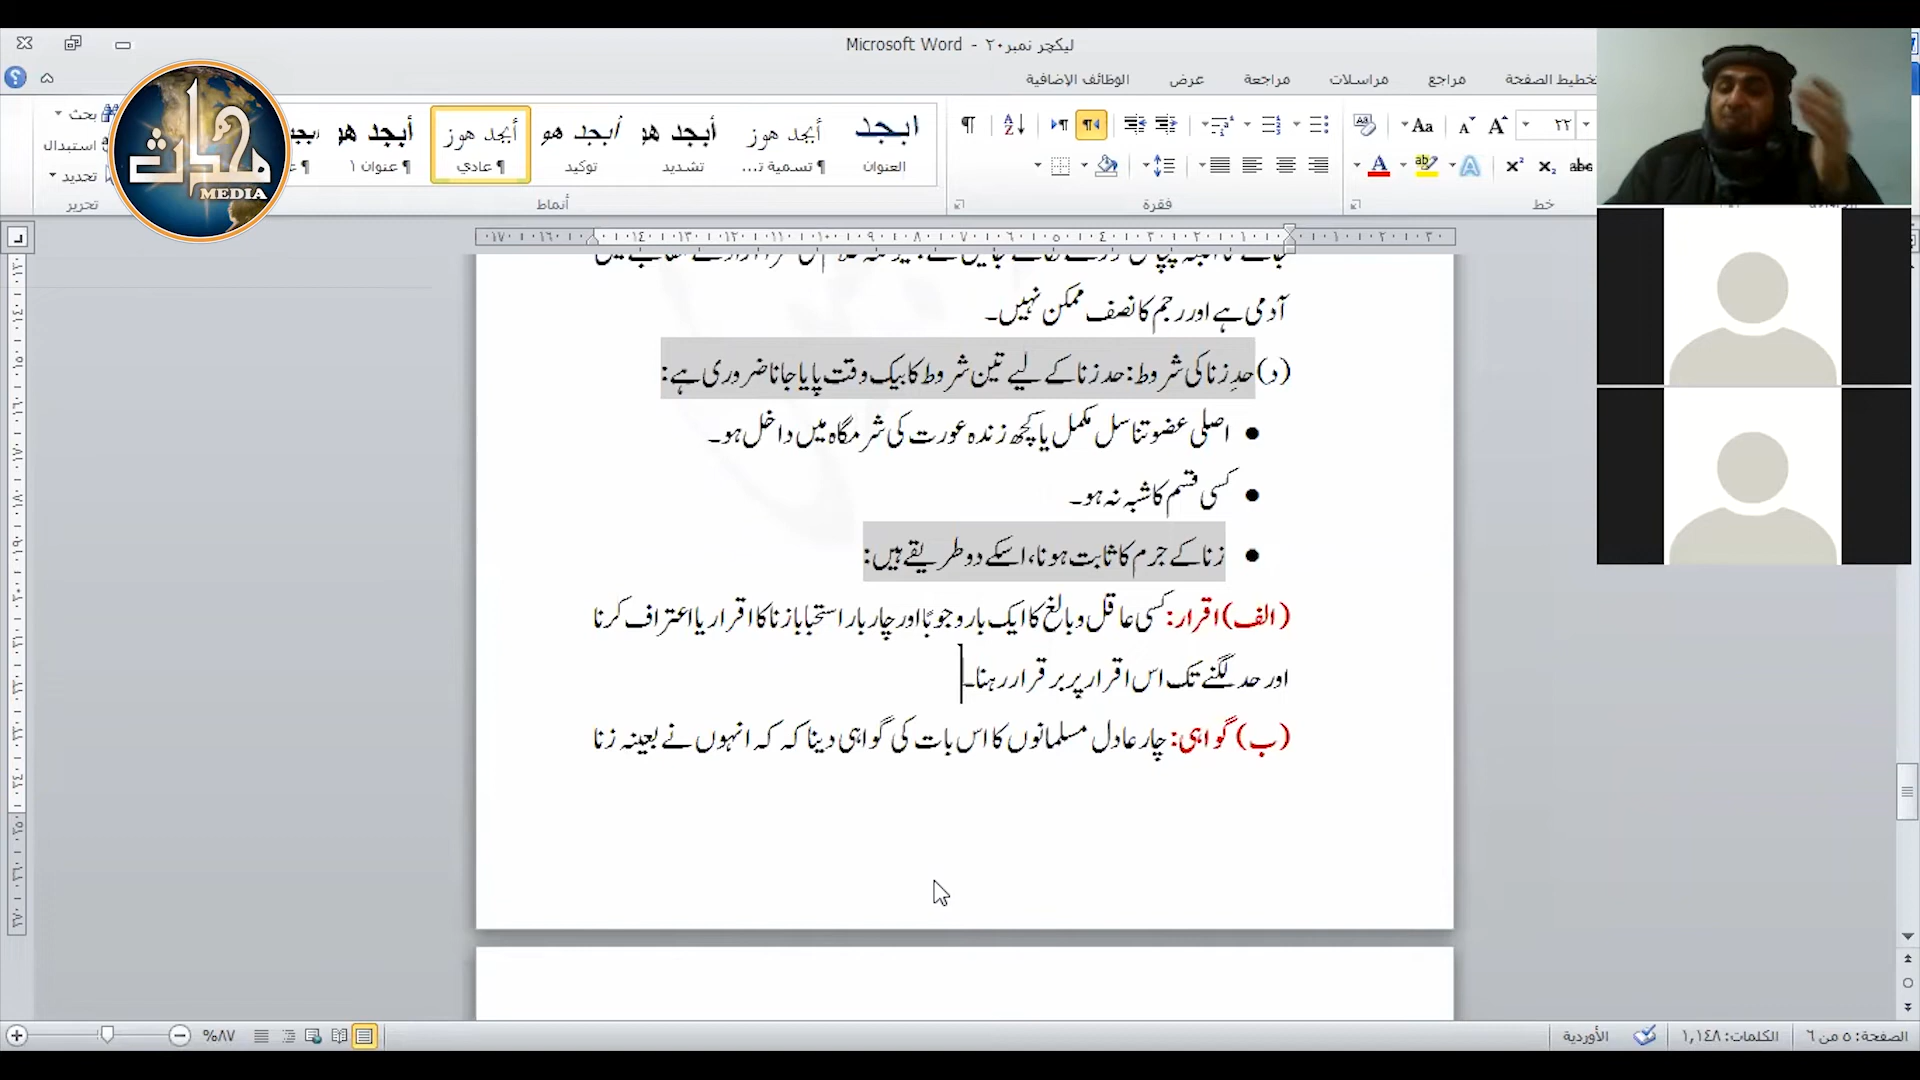 Microsoft Word - لیکچر نمبر۲۰
تخطيط الصفحة
مراجع
مراسلات
مراجعة
عرض
الوظائف الإضافية
۲۲
خط
فقرة
أنماط
تحرير
العنوان
تسمية ت...
تشديد
توكيد
عادي
عنوان ۱
بحث
استبدال
تحديد
محدث
MEDIA
آدمی ہے اور رجم کا نصف ممکن نہیں۔
(د) حدِ زنا کی شروط: حد زنا کے لیے تین شروط کا بیک وقت پایا جانا ضروری ہے:
اصلی عضو تناسل مکمل یا کچھ زندہ عورت کی شرمگاہ میں داخل ہو۔
کسی قسم کا شبہ نہ ہو۔
زنا کے جرم کا ثابت ہونا، اسکے دو طریقے ہیں:
(الف) اقرار: کسی عاقل و بالغ کا ایک بار وجوبًا اور چار بار استحبابا زنا کا اقرار یا اعتراف کرنا
اور حد لگنے تک اس اقرار پر برقرار رہنا۔
(ب) گواہی: چار عادل مسلمانوں کا اس بات کی گواہی دینا کہ کہ انہوں نے بعینہ زنا
الصفحة: ٥ من ٦
الكلمات: ١,١٤٨
الأوردية
%٨٧